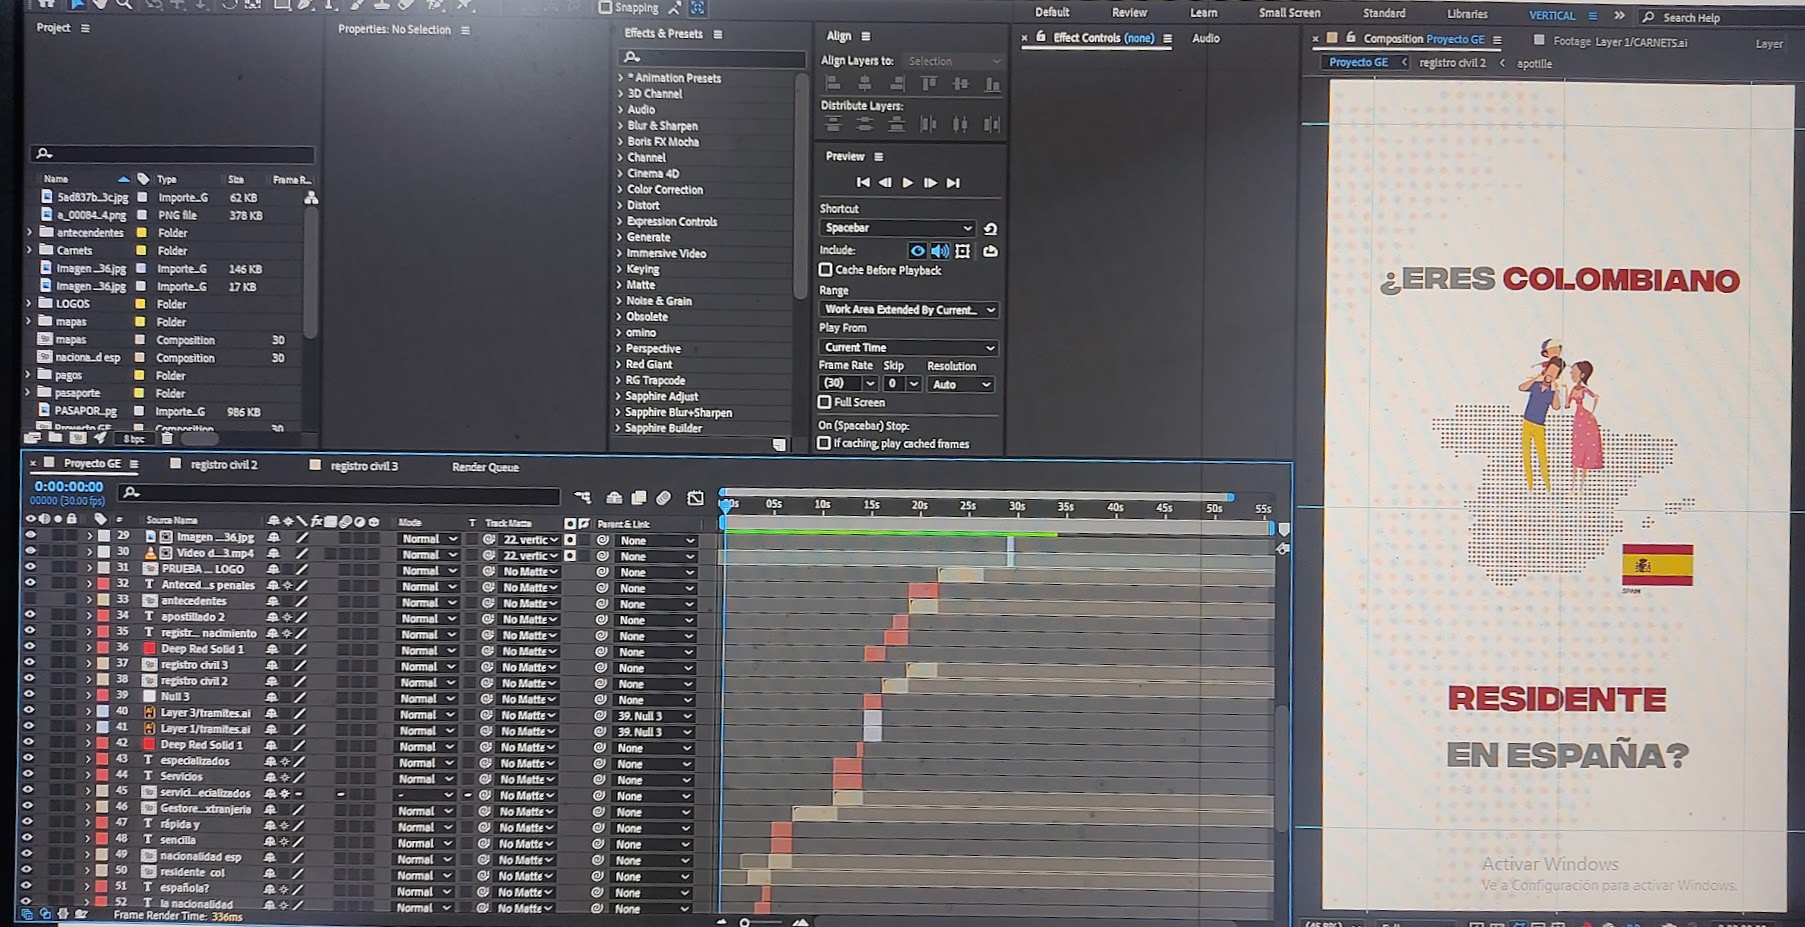 Snapping
Default
Review
Learn
Small Screen
Standard
Libraries
VERTICAL
Search Help
Project
Properties: No Selection
Effects & Presets
Align
Effect Controls (none)
Audio
Composition Proyecto GE
Footage Layer 1/CARNETS.ai
Layer
Proyecto GE
registro civil 2
apotille
Align Layers to: Selection
Distribute Layers:
* Animation Presets
3D Channel
Audio
Blur & Sharpen
Boris FX Mocha
Channel
Cinema 4D
Color Correction
Distort
Expression Controls
Generate
Immersive Video
Keying
Matte
Noise & Grain
Obsolete
omino
Perspective
Red Giant
RG Trapcode
Sapphire Adjust
Sapphire Blur+Sharpen
Sapphire Builder
Preview
Shortcut
Spacebar
Include:
Cache Before Playback
Range
Work Area Extended By Current...
Play From
Current Time
Frame Rate Skip Resolution
(30) 0 Auto
Full Screen
On (Spacebar) Stop:
If caching, play cached frames
Name Type Size Frame R...
5ad837b...3c.jpg Importe_G 62 KB
a_00084...4.png PNG file 378 KB
antecendentes Folder
Carnets Folder
Imagen ...36.jpg Importe_G 146 KB
Imagen ...36.jpg Importe_G 17 KB
LOGOS Folder
mapas Folder
mapas Composition 30
naciona...d esp Composition 30
pagos Folder
pasaporte Folder
PASAPOR...pg Importe_G 986 KB
Proyecto GE Composition 30
8 bpc
Proyecto GE
registro civil 2
registro civil 3
Render Queue
0:00:00:00
00000 (30.00 fps)
05s 10s 15s 20s 25s 30s 35s 40s 45s 50s 55s
# Source Name Mode T Track Matte Parent & Link
29 Imagen ...36.jpg Normal 22. vertic None
30 Video d...3.mp4 Normal 22. vertic None
31 PRUEBA ... LOGO Normal No Matte None
32 T Anteced...s penales Normal No Matte None
33 antecedentes Normal No Matte None
34 T apostillado 2 Normal No Matte None
35 T registr... nacimiento Normal No Matte None
36 Deep Red Solid 1 Normal No Matte None
37 registro civil 3 Normal No Matte None
38 registro civil 2 Normal No Matte None
39 Null 3 Normal No Matte None
40 Layer 3/tramites.ai Normal No Matte 39. Null 3
41 Layer 1/tramites.ai Normal No Matte 39. Null 3
42 Deep Red Solid 1 Normal No Matte None
43 T especializados Normal No Matte None
44 T Servicios Normal No Matte None
45 servici...ecializados - No Matte None
46 Gestore...xtranjeria Normal No Matte None
47 T rápida y Normal No Matte None
48 T sencilla Normal No Matte None
49 nacionalidad esp Normal No Matte None
50 residente col Normal No Matte None
51 T española? Normal No Matte None
52 T la nacionalidad Normal No Matte None
Frame Render Time: 336ms
¿ERES COLOMBIANO
SPAIN
RESIDENTE
EN ESPAÑA?
Activar Windows
Ve a Configuración para activar Windows.